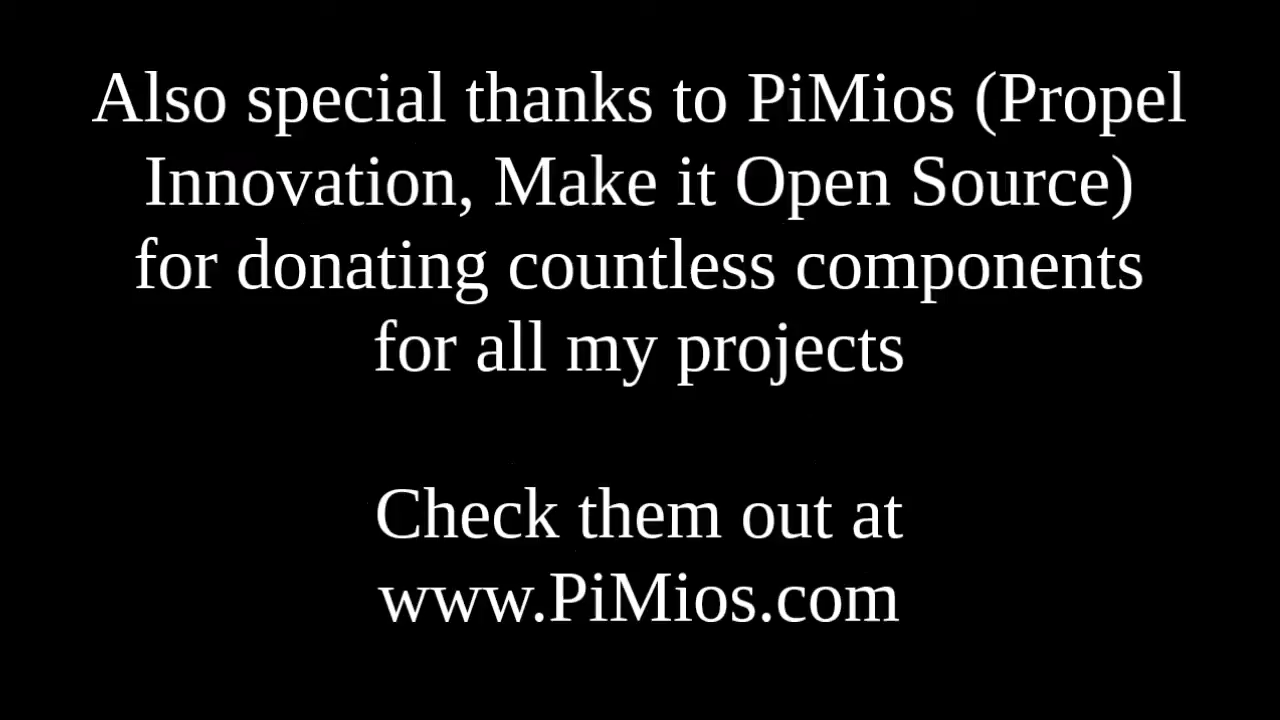 Also special thanks to PiMios (Propel
Innovation, Make it Open Source)
for donating countless components
for all my projects
Check them out at
www.PiMios.com